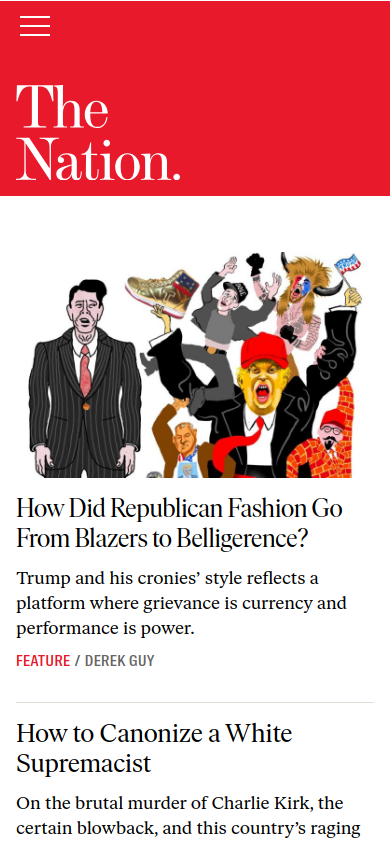 The
Nation.
How Did Republican Fashion Go
From Blazers to Belligerence?
Trump and his cronies’ style reflects a
platform where grievance is currency and
performance is power.
FEATURE / DEREK GUY
How to Canonize a White
Supremacist
On the brutal murder of Charlie Kirk, the
certain blowback, and this country’s raging